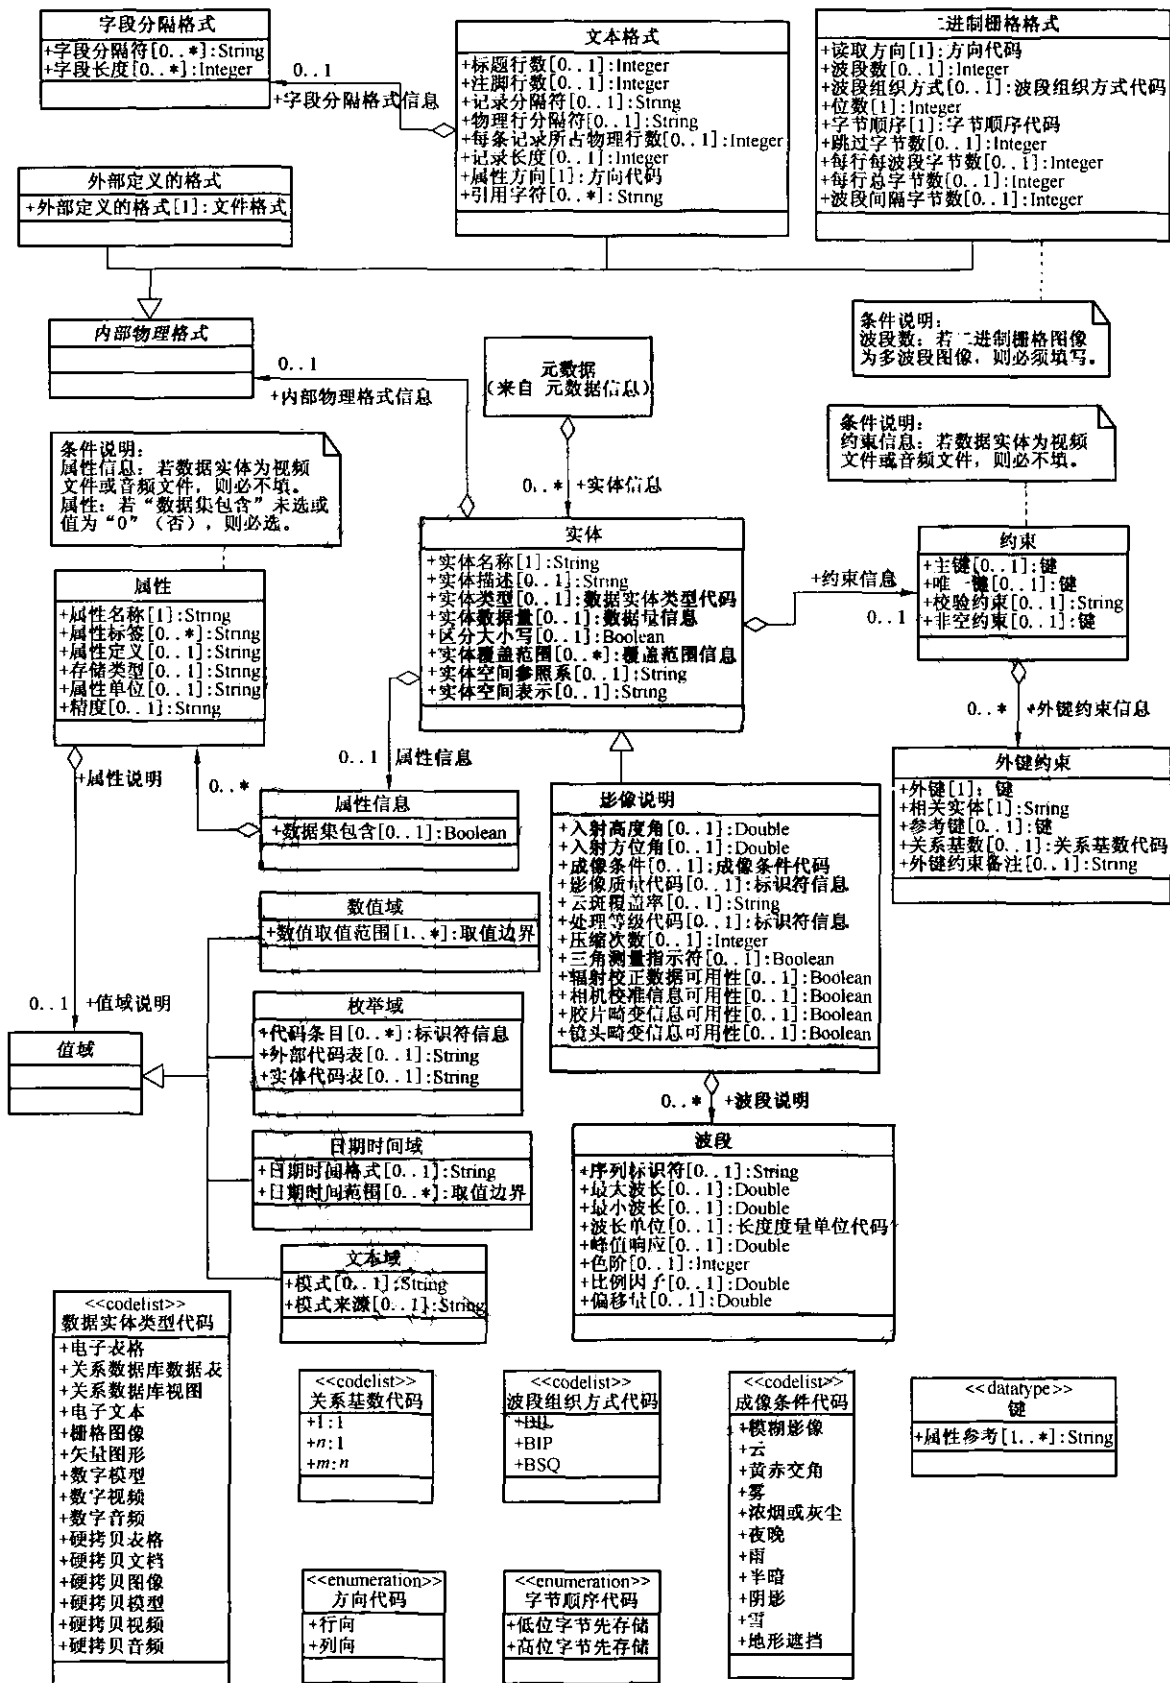 字段分隔格式
+字段分隔符[0..*]:String
+字段长度[0..*]:Integer
0..1
+字段分隔格式信息
文本格式
+标题行数[0..1]:Integer
+注脚行数[0..1]:Integer
+记录分隔符[0..1]:String
+物理行分隔符[0..1]:String
+每条记录所占物理行数[0..1]:Integer
+记录长度[0..1]:Integer
+属性方向[1]:方向代码
+引用字符[0..*]:String
二进制栅格格式
+读取方向[1]:方向代码
+波段数[0..1]:Integer
+波段组织方式[0..1]:波段组织方式代码
+位数[1]:Integer
+字节顺序[1]:字节顺序代码
+跳过字节数[0..1]:Integer
+每行每波段字节数[0..1]:Integer
+每行总字节数[0..1]:Integer
+波段间隔字节数[0..1]:Integer
外部定义的格式
+外部定义的格式[1]:文件格式
内部物理格式
0..1
+内部物理格式信息
元数据
(来自 元数据信息)
0..* +实体信息
条件说明:
波段数:若二进制栅格图像
为多波段图像,则必须填写。
条件说明:
约束信息:若数据实体为视频
文件或音频文件,则必不填。
条件说明:
属性信息:若数据实体为视频
文件或音频文件,则必不填。
属性:若“数据集包含”未选或
值为“0”(否),则必选。
实体
+实体名称[1]:String
+实体描述[0..1]:String
+实体类型[0..1]:数据实体类型代码
+实体数据量[0..1]:数据量信息
+区分大小写[0..1]:Boolean
+实体覆盖范围[0..*]:覆盖范围信息
+实体空间参照系[0..1]:String
+实体空间表示[0..1]:String
+约束信息
0..1
约束
+主键[0..1]:键
+唯一键[0..1]:键
+校验约束[0..1]:String
+非空约束[0..1]:键
0..* +外键约束信息
外键约束
+外键[1]:键
+相关实体[1]:String
+参考键[0..1]:键
+关系基数[0..1]:关系基数代码
+外键约束备注[0..1]:String
属性
+属性名称[1]:String
+属性标签[0..*]:String
+属性定义[0..1]:String
+存储类型[0..1]:String
+属性单位[0..1]:String
+精度[0..1]:String
+属性说明
0..*
0..1 属性信息
属性信息
+数据集包含[0..1]:Boolean
影像说明
+入射高度角[0..1]:Double
+入射方位角[0..1]:Double
+成像条件[0..1]:成像条件代码
+影像质量代码[0..1]:标识符信息
+云斑覆盖率[0..1]:String
+处理等级代码[0..1]:标识符信息
+压缩次数[0..1]:Integer
+三角测量指示符[0..1]:Boolean
+辐射校正数据可用性[0..1]:Boolean
+相机校准信息可用性[0..1]:Boolean
+胶片畸变信息可用性[0..1]:Boolean
+镜头畸变信息可用性[0..1]:Boolean
0..* +波段说明
波段
+序列标识符[0..1]:String
+最大波长[0..1]:Double
+最小波长[0..1]:Double
+波长单位[0..1]:长度度量单位代码
+峰值响应[0..1]:Double
+色阶[0..1]:Integer
+比例因子[0..1]:Double
+偏移量[0..1]:Double
数值域
+数值取值范围[1..*]:取值边界
0..1 +值域说明
值域
枚举域
+代码条目[0..*]:标识符信息
+外部代码表[0..1]:String
+实体代码表[0..1]:String
日期时间域
+日期时间格式[0..1]:String
+日期时间范围[0..*]:取值边界
文本域
+模式[0..1]:String
+模式来源[0..1]:String
<<codelist>>
数据实体类型代码
+电子表格
+关系数据库数据表
+关系数据库视图
+电子文本
+栅格图像
+矢量图形
+数字模型
+数字视频
+数字音频
+硬拷贝表格
+硬拷贝文档
+硬拷贝图像
+硬拷贝模型
+硬拷贝视频
+硬拷贝音频
<<codelist>>
关系基数代码
+1:1
+n:1
+m:n
<<codelist>>
波段组织方式代码
+BIL
+BIP
+BSQ
<<codelist>>
成像条件代码
+模糊影像
+云
+黄赤交角
+雾
+浓烟或灰尘
+夜晚
+雨
+半暗
+阴影
+雪
+地形遮挡
<<datatype>>
键
+属性参考[1..*]:String
<<enumeration>>
方向代码
+行向
+列向
<<enumeration>>
字节顺序代码
+低位字节先存储
+高位字节先存储